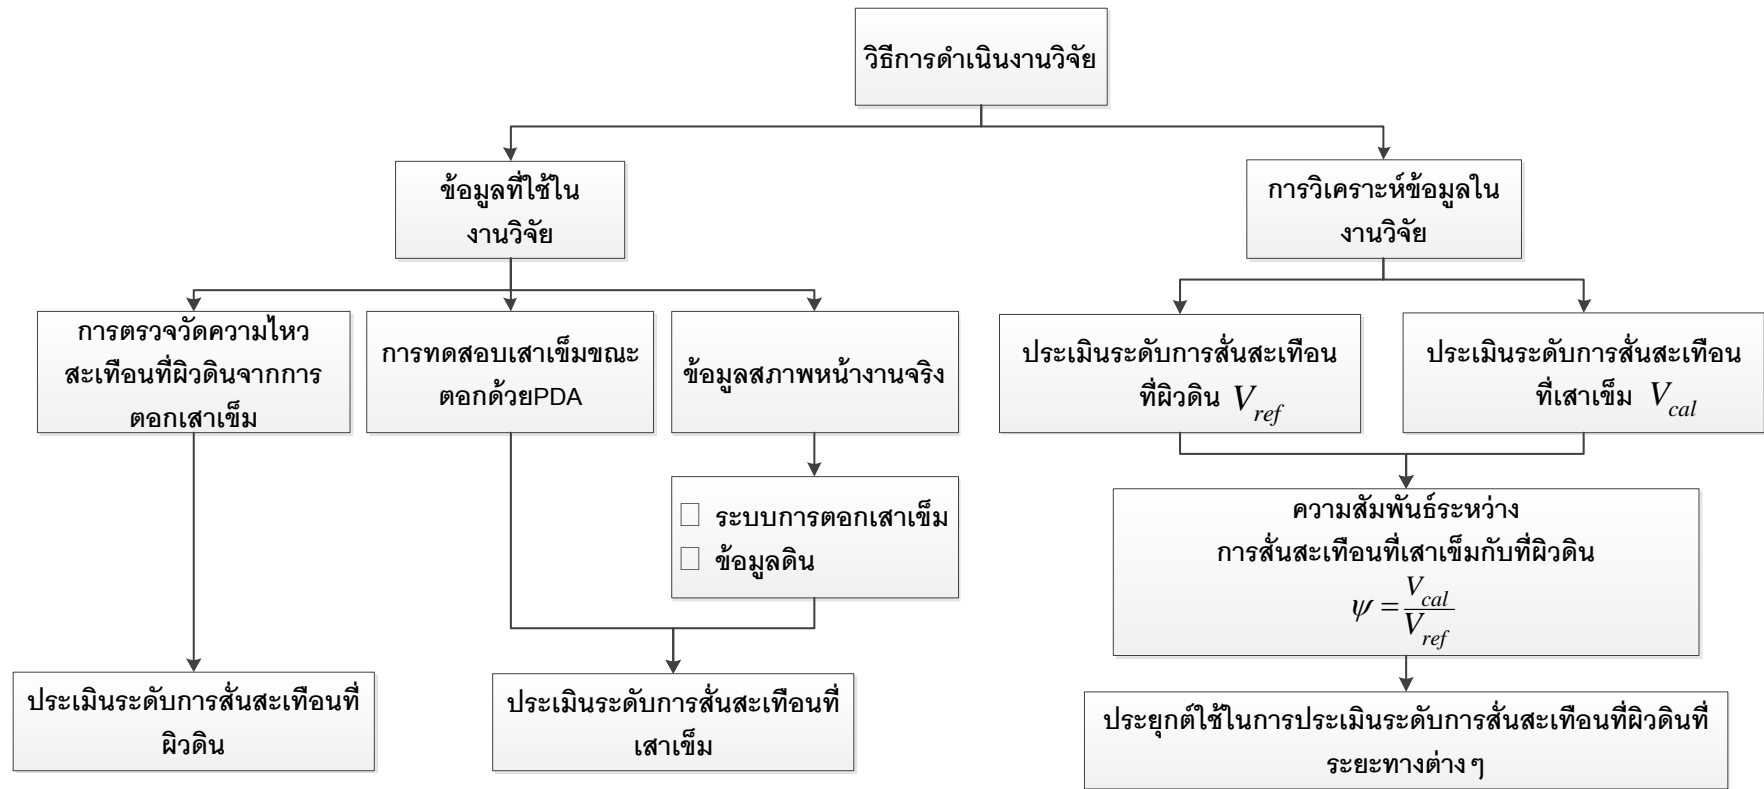 วิธีการดำเนินงานวิจัย
ข้อมูลที่ใช้ใน
งานวิจัย
การวิเคราะห์ข้อมูลใน
งานวิจัย
การตรวจวัดความไหว
สะเทือนที่ผิวดินจากการ
ตอกเสาเข็ม
การทดสอบเสาเข็มขณะ
ตอกด้วยPDA
ข้อมูลสภาพหน้างานจริง
ประเมินระดับการสั่นสะเทือน
ที่ผิวดิน V_{ref}
ประเมินระดับการสั่นสะเทือน
ที่เสาเข็ม V_{cal}
□ ระบบการตอกเสาเข็ม
□ ข้อมูลดิน
ความสัมพันธ์ระหว่าง
การสั่นสะเทือนที่เสาเข็มกับที่ผิวดิน
ψ = V_{cal} / V_{ref}
ประเมินระดับการสั่นสะเทือนที่
ผิวดิน
ประเมินระดับการสั่นสะเทือนที่
เสาเข็ม
ประยุกต์ใช้ในการประเมินระดับการสั่นสะเทือนที่ผิวดินที่
ระยะทางต่างๆ